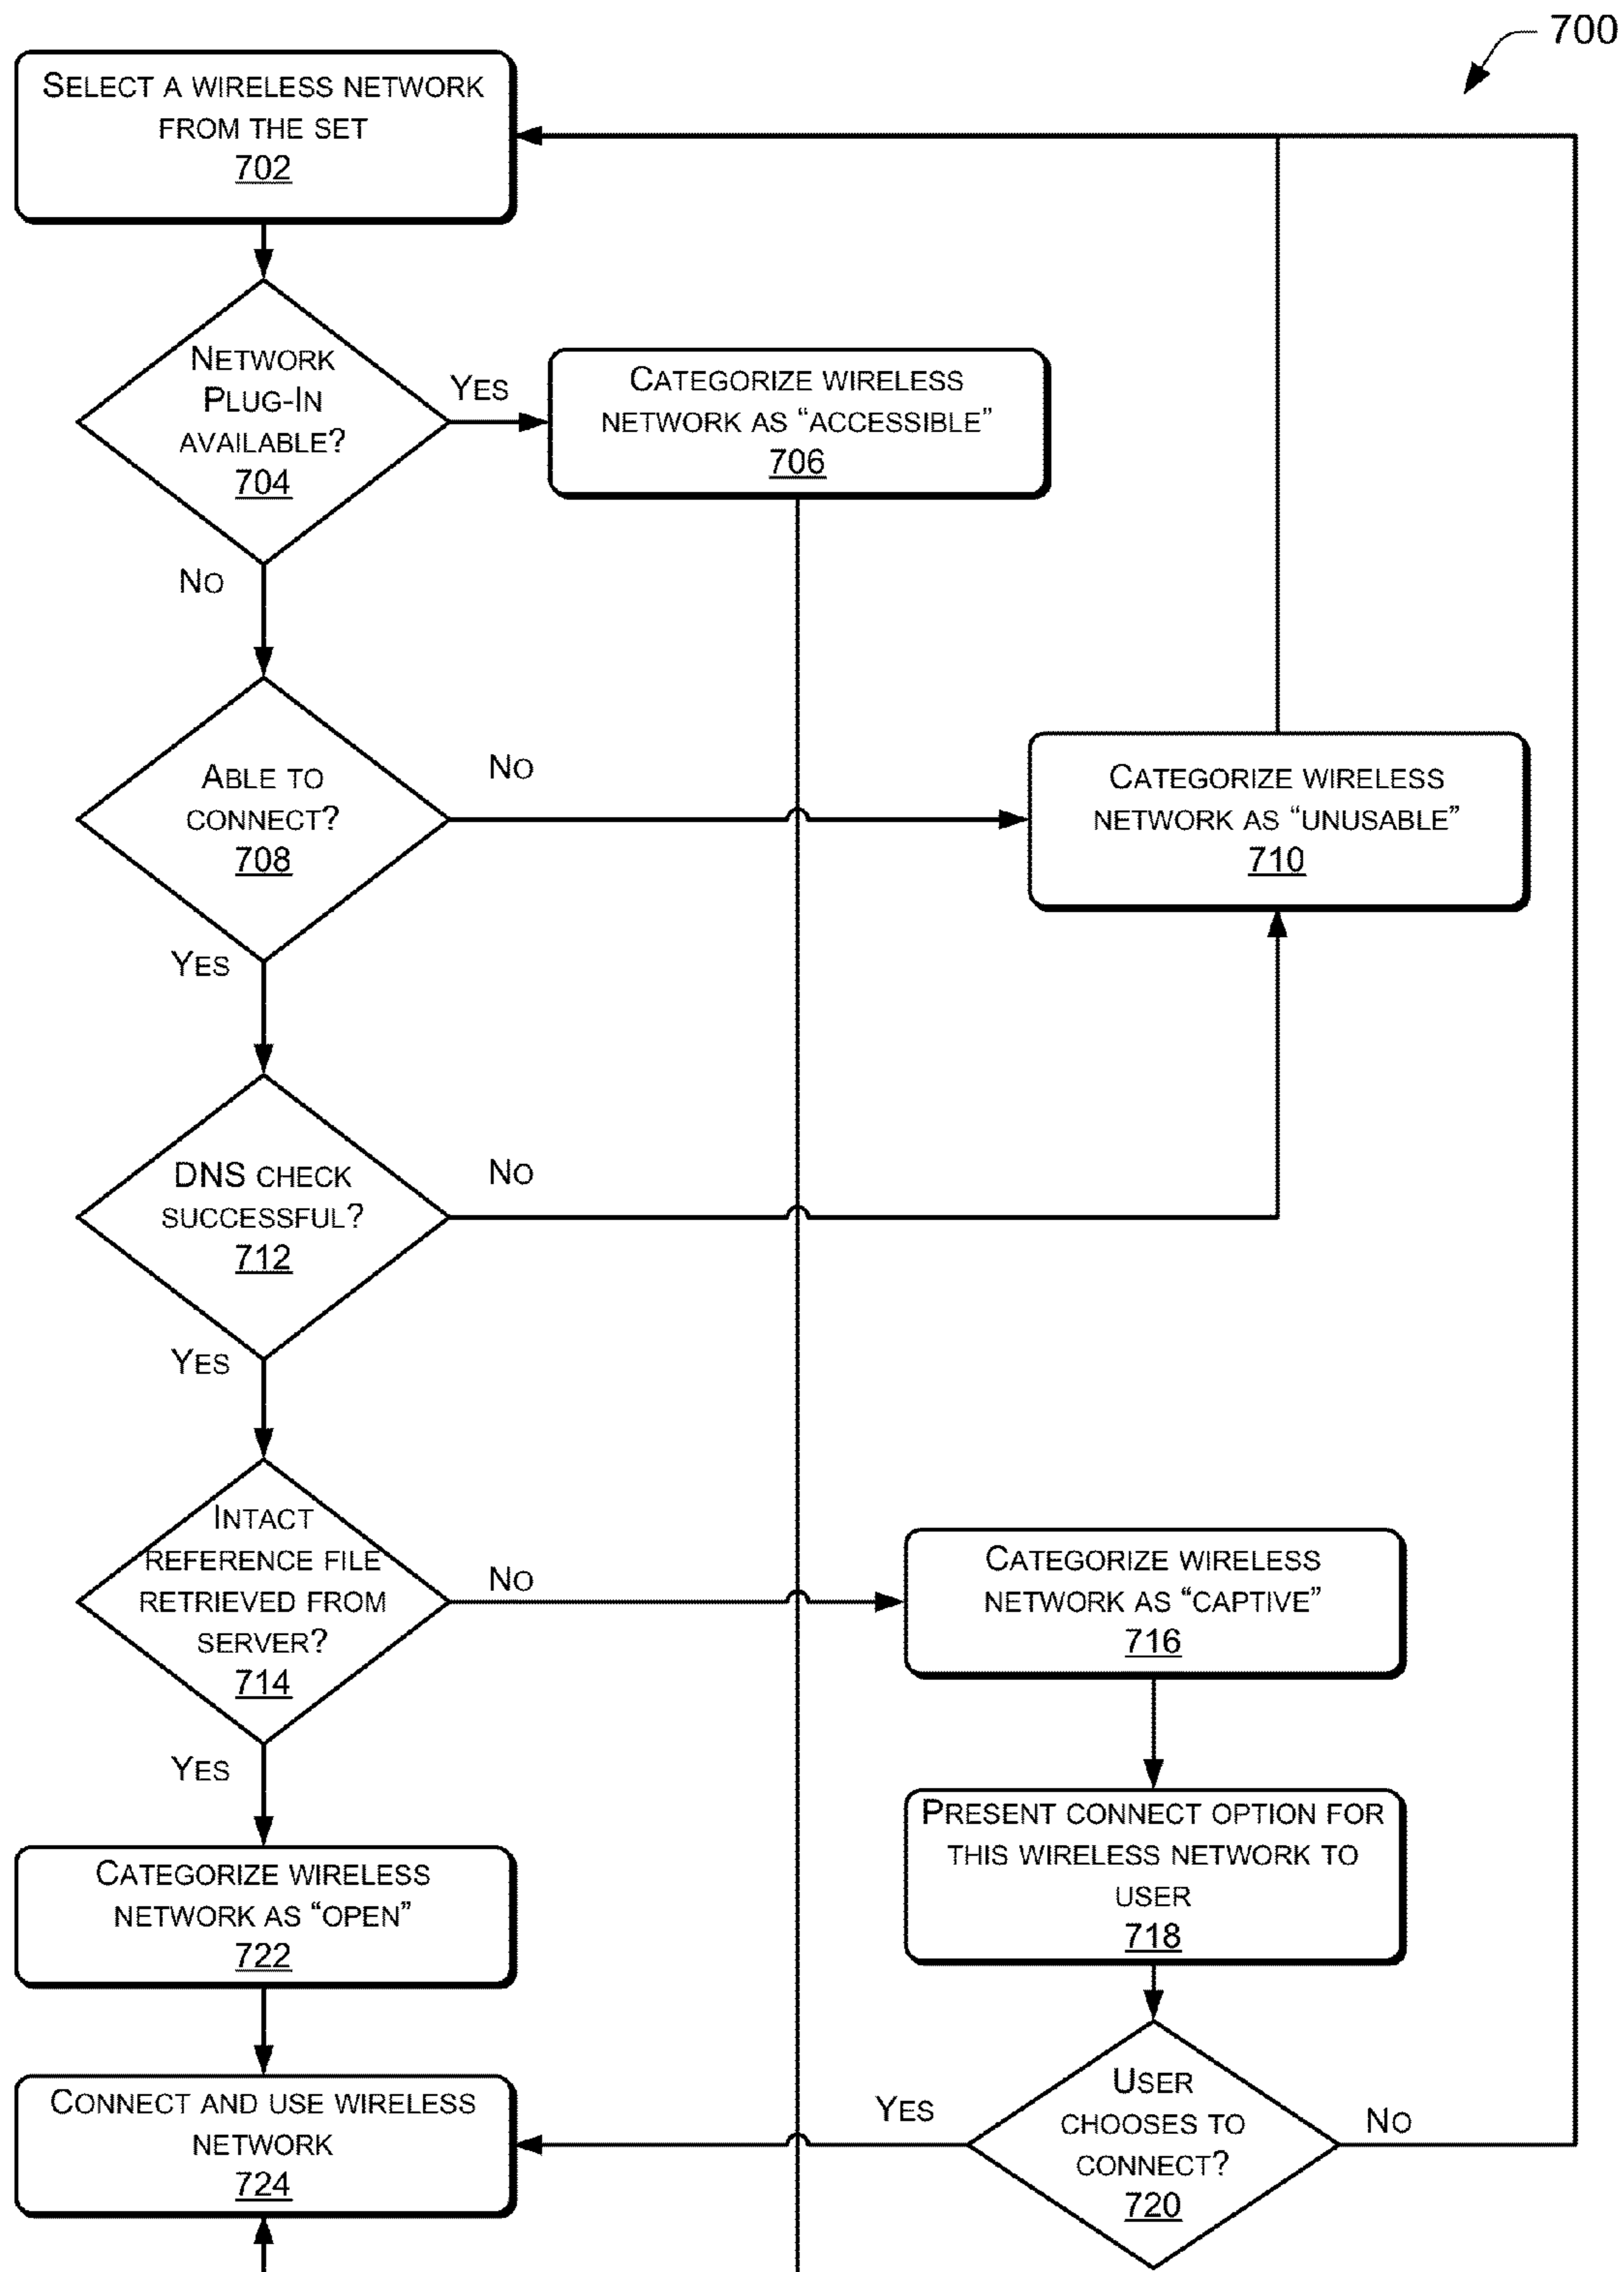 700
SELECT A WIRELESS NETWORK
FROM THE SET
702
NETWORK
PLUG-IN
AVAILABLE?
704
YES
CATEGORIZE WIRELESS
NETWORK AS “ACCESSIBLE”
706
NO
ABLE TO
CONNECT?
708
NO
CATEGORIZE WIRELESS
NETWORK AS “UNUSABLE”
710
YES
DNS CHECK
SUCCESSFUL?
712
NO
YES
INTACT
REFERENCE FILE
RETRIEVED FROM
SERVER?
714
NO
CATEGORIZE WIRELESS
NETWORK AS “CAPTIVE”
716
YES
PRESENT CONNECT OPTION FOR
THIS WIRELESS NETWORK TO
USER
718
CATEGORIZE WIRELESS
NETWORK AS “OPEN”
722
CONNECT AND USE WIRELESS
NETWORK
724
YES
USER
CHOOSES TO
CONNECT?
720
NO